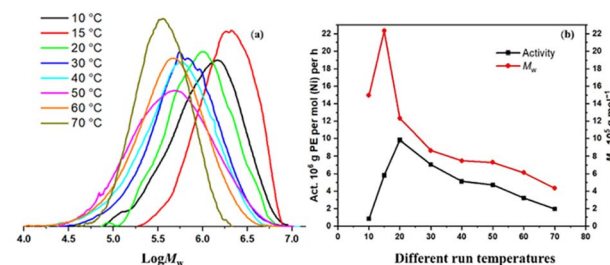 (a)
10 °C
15 °C
20 °C
30 °C
40 °C
50 °C
60 °C
70 °C
4.0 4.5 5.0 5.5 6.0 6.5 7.0
LogMw
(b)
Activity
Mw
Act. 10⁶ g PE per mol (Ni) per h
22
20
18
16
14
12
10
8
6
4
2
0
0 10 20 30 40 50 60 70 80
Different run temperatures
22
20
18
16
14
12
10
8
6
4
2
0
10⁵ g mol⁻¹